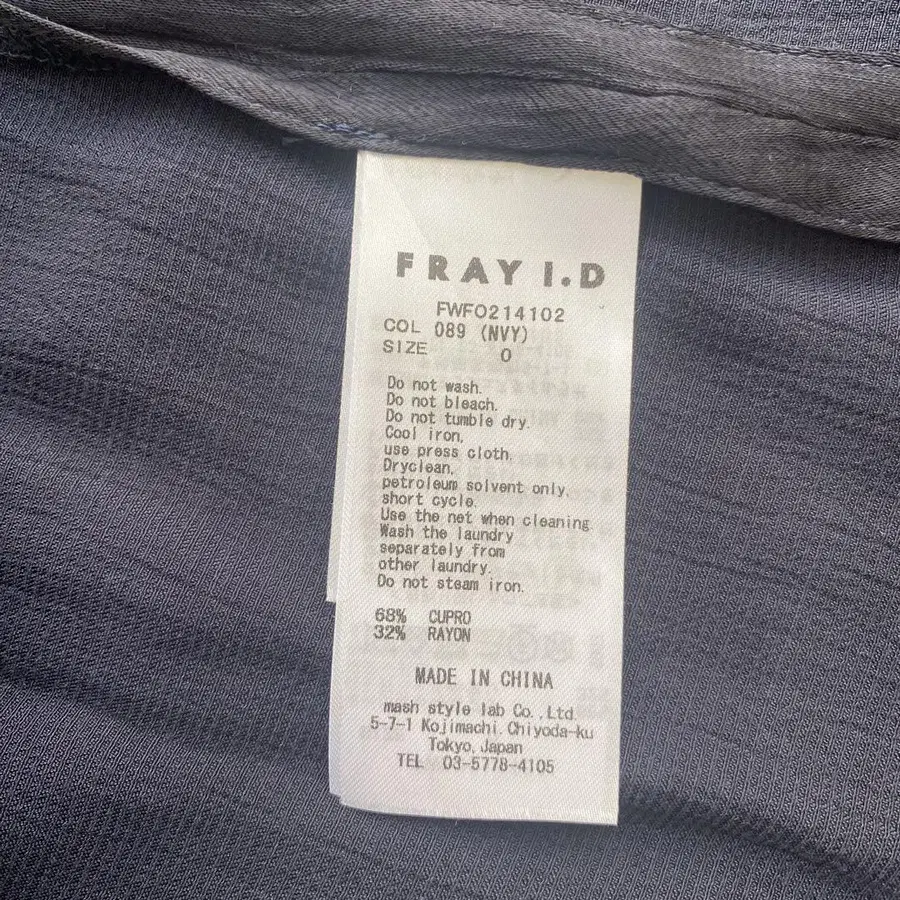 FRAY I.D
FWFO214102
COL 089 (NVY)
SIZE 0
Do not wash.
Do not bleach.
Do not tumble dry.
Cool iron,
use press cloth.
Dryclean,
petroleum solvent only,
short cycle.
Use the net when cleaning
Wash the laundry
separately from
other laundry.
Do not steam iron.
68% CUPRO
32% RAYON
MADE IN CHINA
mash style lab Co.,Ltd
5-7-1 Kojimachi. Chiyoda-ku
Tokyo, Japan
TEL 03-5778-4105